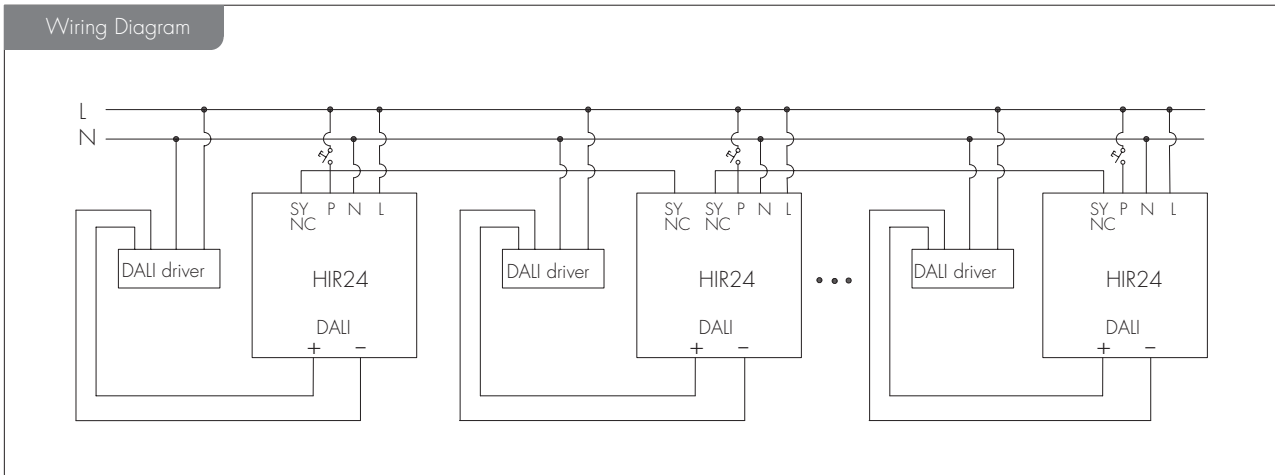 Wiring Diagram
L
N
SY NC P N L
SY NC SY NC P N L
SY NC P N L
DALI driver
HIR24
DALI driver
HIR24
DALI driver
HIR24
DALI
DALI
DALI
+ −
+ −
+ −